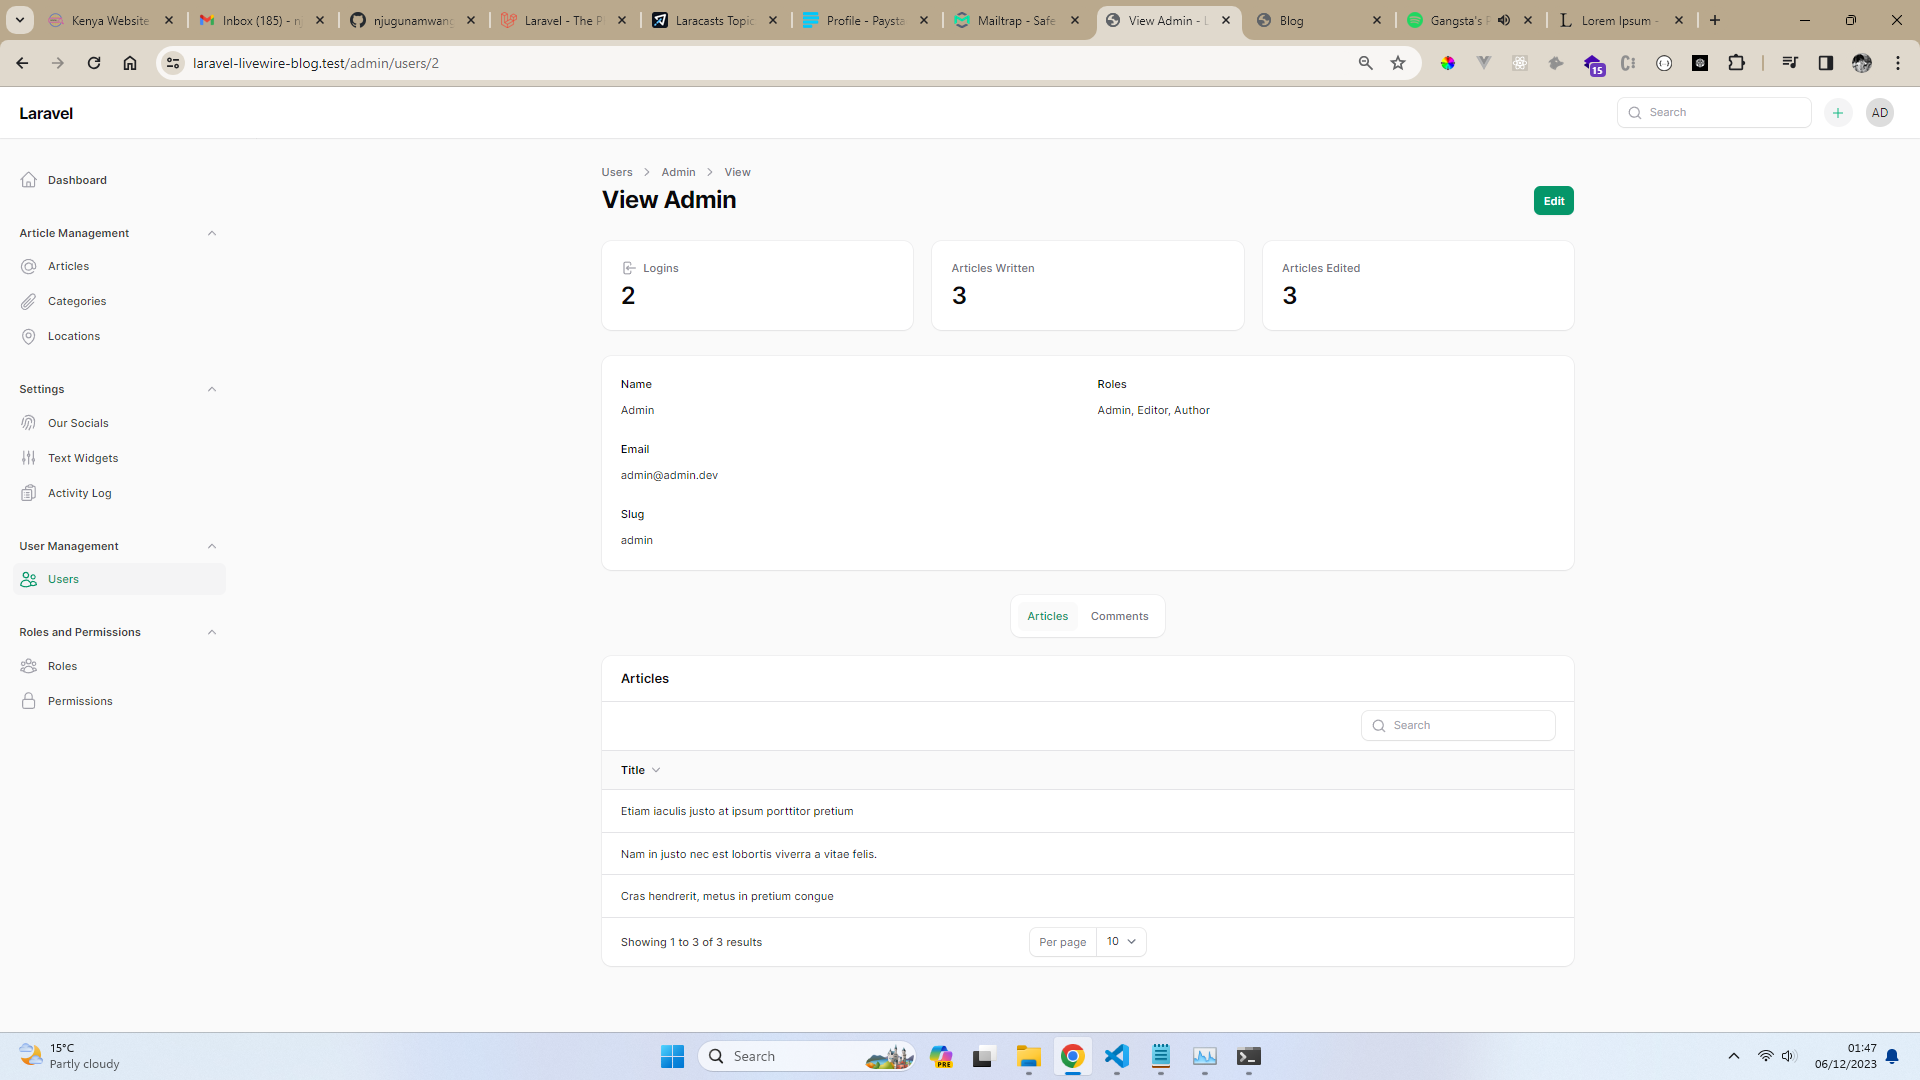 Kenya Website
Inbox (185) - nj
njugunamwang
Laravel - The P
Laracasts Topic
Profile - Paysta
Mailtrap - Safe
View Admin - L
Blog
Gangsta's P
Lorem Ipsum -
laravel-livewire-blog.test/admin/users/2
15
Laravel
Search
AD
Dashboard
Article Management
Articles
Categories
Locations
Settings
Our Socials
Text Widgets
Activity Log
User Management
Users
Roles and Permissions
Roles
Permissions
Users > Admin > View
View Admin
Edit
Logins
2
Articles Written
3
Articles Edited
3
Name
Admin
Roles
Admin, Editor, Author
Email
admin@admin.dev
Slug
admin
Articles
Comments
Articles
Search
Title
Etiam iaculis justo at ipsum porttitor pretium
Nam in justo nec est lobortis viverra a vitae felis.
Cras hendrerit, metus in pretium congue
Showing 1 to 3 of 3 results
Per page
10
15°C
Partly cloudy
Search
PRE
01:47
06/12/2023